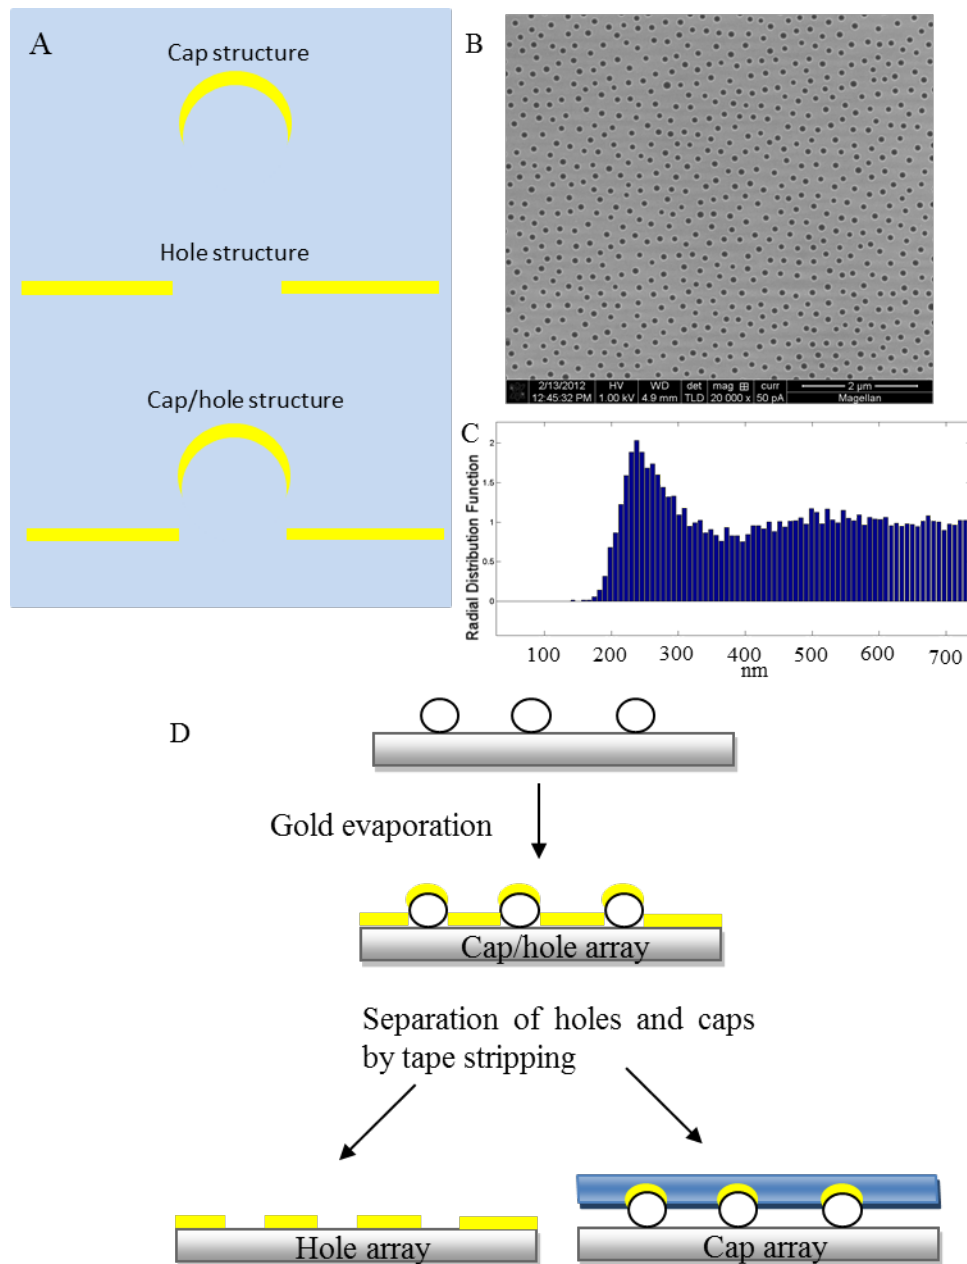 A
Cap structure
Hole structure
Cap/hole structure
B
2/13/2012 HV WD det mag ⊞ curr 2 µm
12:45:32 PM 1.00 kV 4.9 mm TLD 20 000 x 50 pA Magellan
C
Radial Distribution Function
2
1.5
1
0.5
0
100 200 300 400 500 600 700
nm
D
Gold evaporation
Cap/hole array
Separation of holes and caps
by tape stripping
Hole array
Cap array